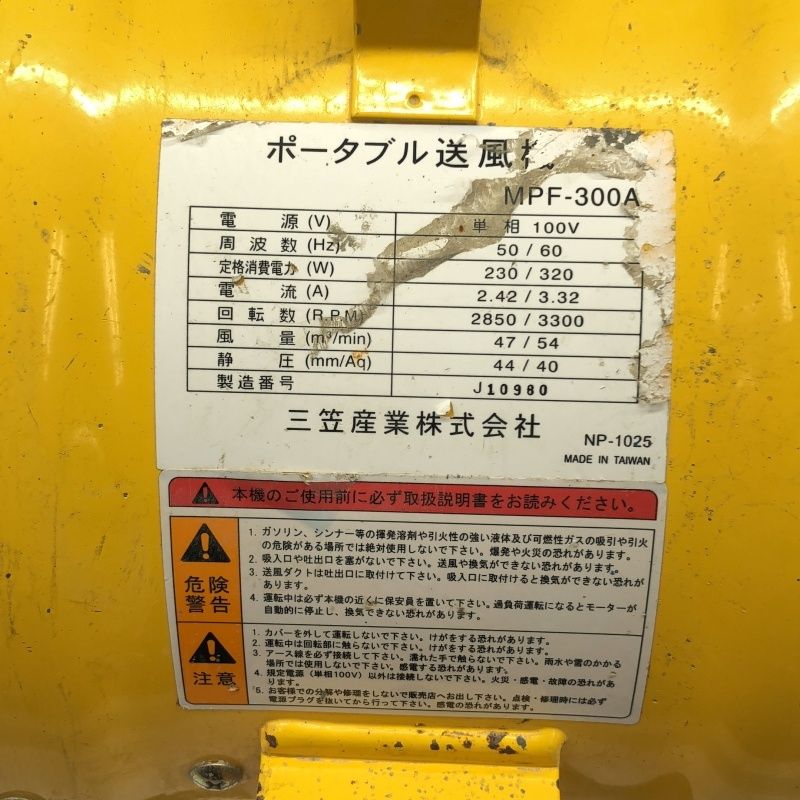 ポータブル送風機
MPF-300A
電源 (V) 単相 100V
周波数 (Hz) 50 / 60
定格消費電力 (W) 230 / 320
電流 (A) 2.42 / 3.32
回転数 (R.P.M) 2850 / 3300
風量 (m³/min) 47 / 54
静圧 (mm/Aq) 44 / 40
製造番号 J10980
三笠産業株式会社
NP-1025
MADE IN TAIWAN
本機のご使用前に必ず取扱説明書をお読みください。
危険
警告
1. ガソリン、シンナー等の揮発溶剤や引火性の強い液体及び可燃性ガスの吸引や引火
の危険がある場所では絶対使用しないで下さい。爆発や火災の恐れがあります。
2. 吸入口や吐出口を塞がないで下さい。送風や換気ができない恐れがあります。
3. 送風ダクトは吐出口に取付けて下さい。吸入口に取付けると換気ができない恐れが
あります。
4. 運転中は必ず本機の近くに保安員を置いて下さい。過負荷運転になるとモーターが
自動的に停止し、換気できない恐れがあります。
注意
1. カバーを外して運転しないで下さい。けがをする恐れがあります。
2. 運転中は回転部に触らないで下さい。けがをする恐れがあります。
3. アース線を必ず接続して下さい。濡れた手で触らないで下さい。雨水や雪のかかる
場所では使用しないで下さい。感電する恐れがあります。
4. 規定電源（単相100V）以外は接続しないで下さい。火災・感電・故障の恐れがあ
ります。
5. お客様での分解や修理をしないで販売店へお出し下さい。点検・修理時には必ず
電源プラグを抜いてから行って下さい。感電の恐れがあります。